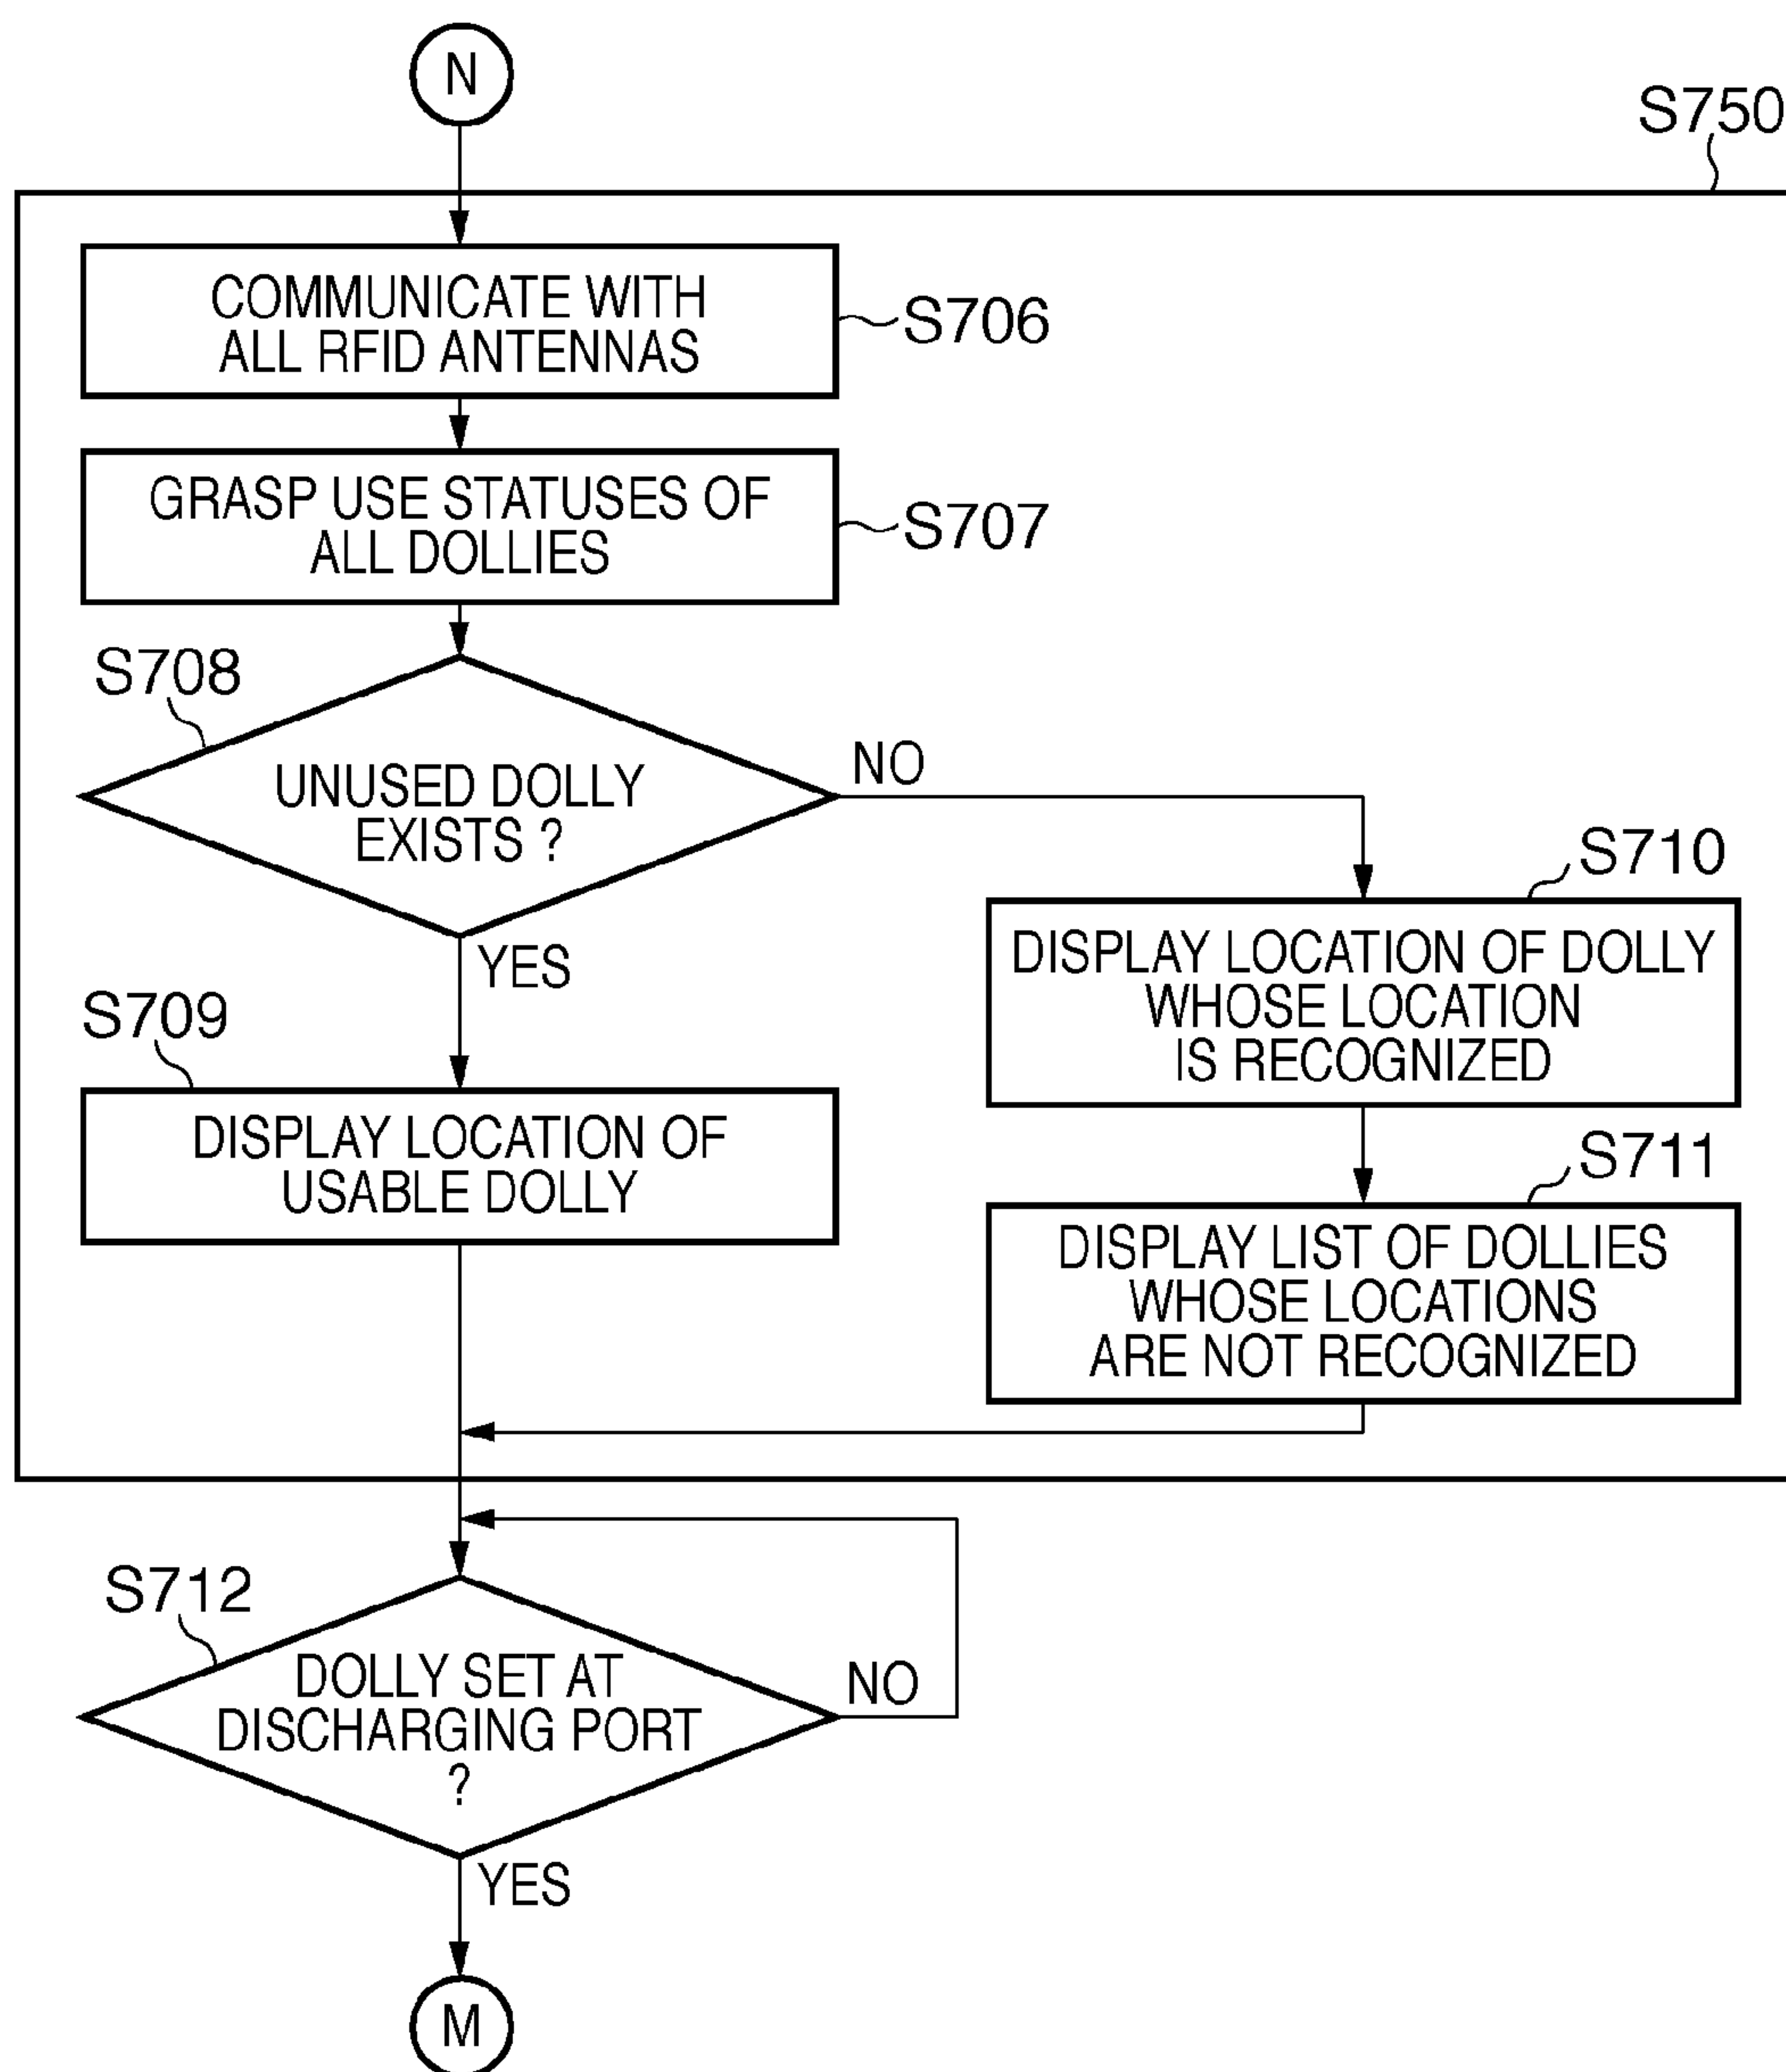 N
S750
COMMUNICATE WITH
ALL RFID ANTENNAS
S706
GRASP USE STATUSES OF
ALL DOLLIES
S707
S708
UNUSED DOLLY
EXISTS ?
NO
YES
S710
DISPLAY LOCATION OF DOLLY
WHOSE LOCATION
IS RECOGNIZED
S709
DISPLAY LOCATION OF
USABLE DOLLY
S711
DISPLAY LIST OF DOLLIES
WHOSE LOCATIONS
ARE NOT RECOGNIZED
S712
DOLLY SET AT
DISCHARGING PORT
?
NO
YES
M